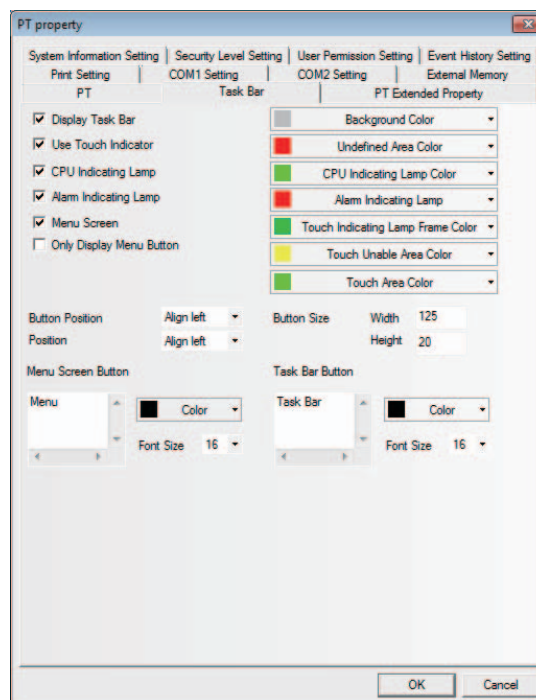 PT property
System Information Setting Security Level Setting User Permission Setting Event History Setting
Print Setting COM1 Setting COM2 Setting External Memory
PT Task Bar PT Extended Property
Display Task Bar Background Color
Use Touch Indicator Undefined Area Color
CPU Indicating Lamp CPU Indicating Lamp Color
Alarm Indicating Lamp Alarm Indicating Lamp
Menu Screen Touch Indicating Lamp Frame Color
Only Display Menu Button Touch Unable Area Color
Touch Area Color
Button Position Align left Button Size Width 125
Position Align left Height 20
Menu Screen Button Task Bar Button
Menu Color Task Bar Color
Font Size 16 Font Size 16
OK Cancel